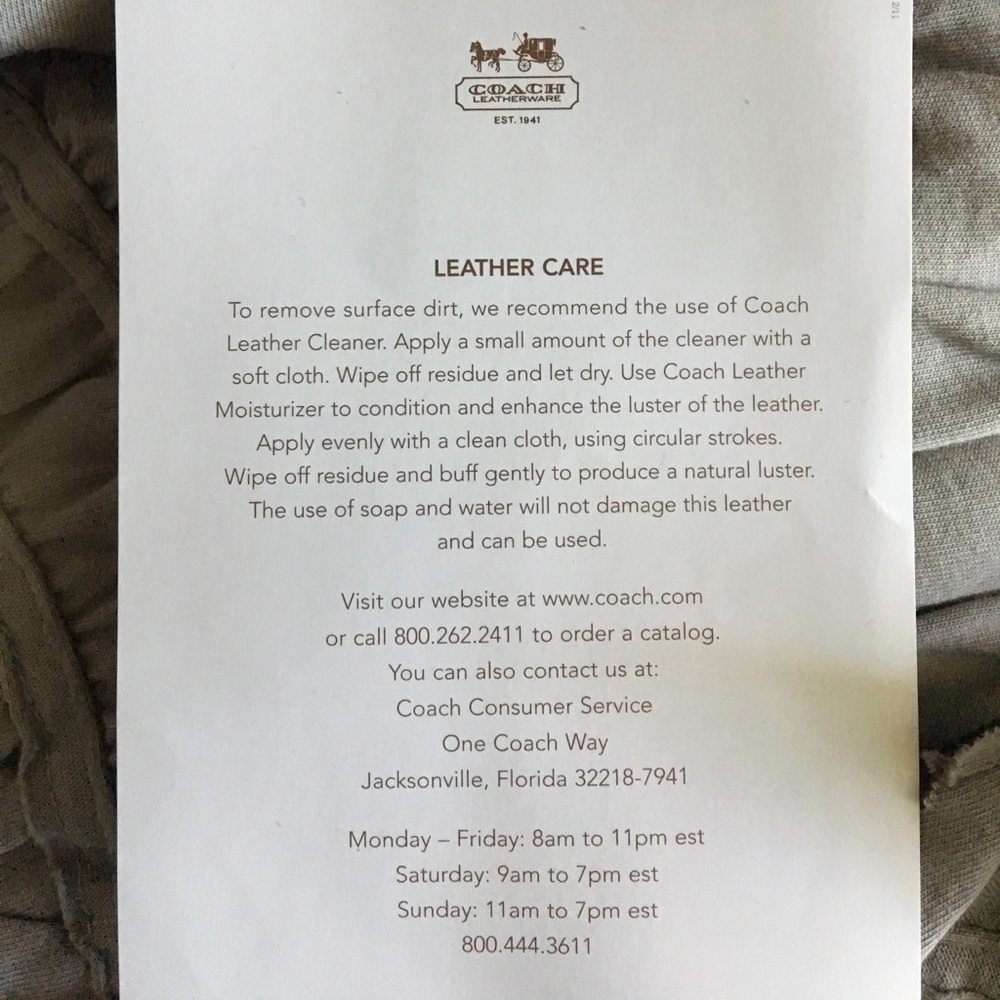 2/11
COACH
LEATHERWARE
EST. 1941
LEATHER CARE
To remove surface dirt, we recommend the use of Coach
Leather Cleaner. Apply a small amount of the cleaner with a
soft cloth. Wipe off residue and let dry. Use Coach Leather
Moisturizer to condition and enhance the luster of the leather.
Apply evenly with a clean cloth, using circular strokes.
Wipe off residue and buff gently to produce a natural luster.
The use of soap and water will not damage this leather
and can be used.
Visit our website at www.coach.com
or call 800.262.2411 to order a catalog.
You can also contact us at:
Coach Consumer Service
One Coach Way
Jacksonville, Florida 32218-7941
Monday – Friday: 8am to 11pm est
Saturday: 9am to 7pm est
Sunday: 11am to 7pm est
800.444.3611